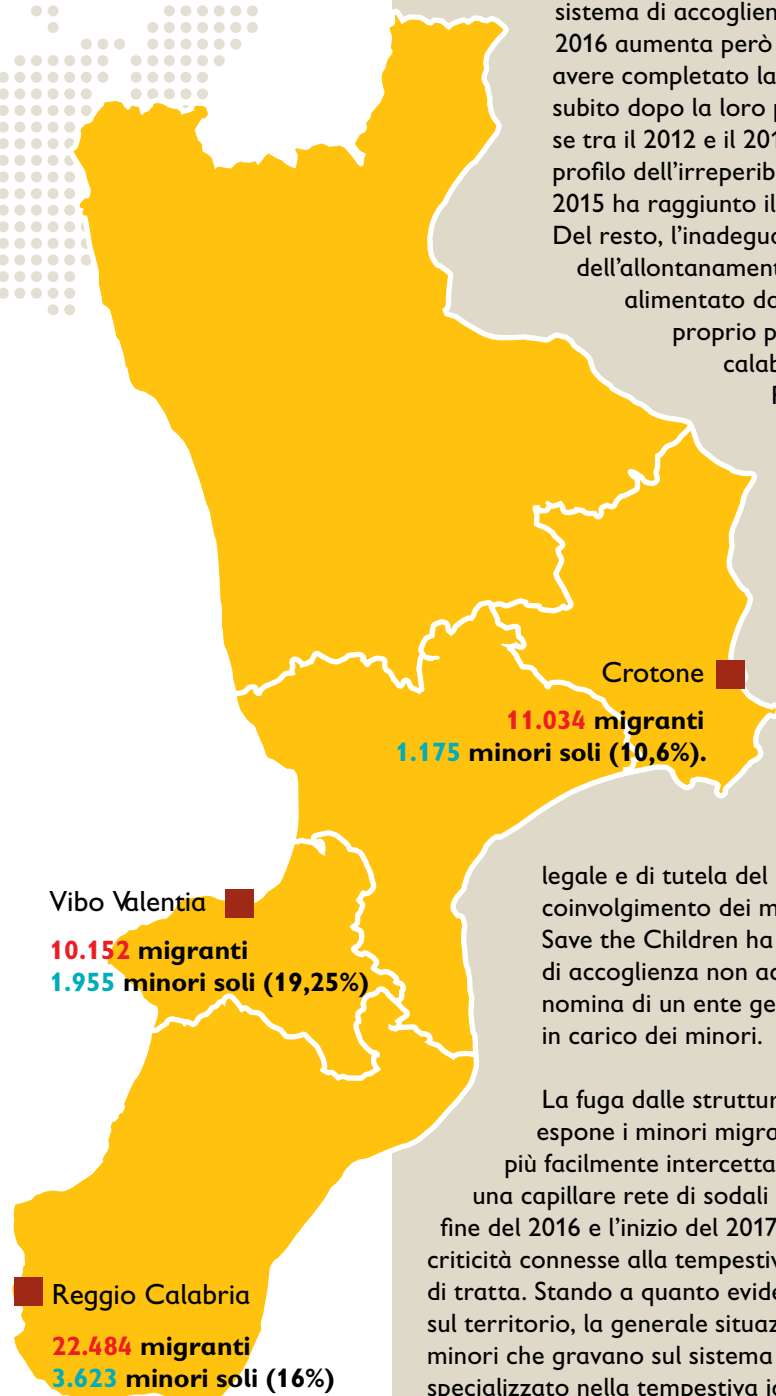 sistema di accoglien
2016 aumenta però
avere completato la
subito dopo la loro
se tra il 2012 e il
profilo dell'irreperib
2015 ha raggiunto il
Del resto, l'inadegu
dell'allontanament
alimentato
proprio
calab
Crotone
11.034 migranti
1.175 minori soli (10,6%).
legale e di tutela del
coinvolgimento dei
Save the Children ha
di accoglienza non
nomina di un ente
in carico dei minori.
Vibo Valentia
10.152 migranti
1.955 minori soli (19,25%)
La fuga dalle struttur
espone i minori migra
più facilmente intercetta
una capillare rete di sodali
fine del 2016 e l'inizio del 2017
criticità connesse alla tempestiv
di tratta. Stando a quanto evide
sul territorio, la generale situaz
minori che gravano sul sistema
specializzato nella tempestiva
Reggio Calabria
22.484 migranti
3.623 minori soli (16%)